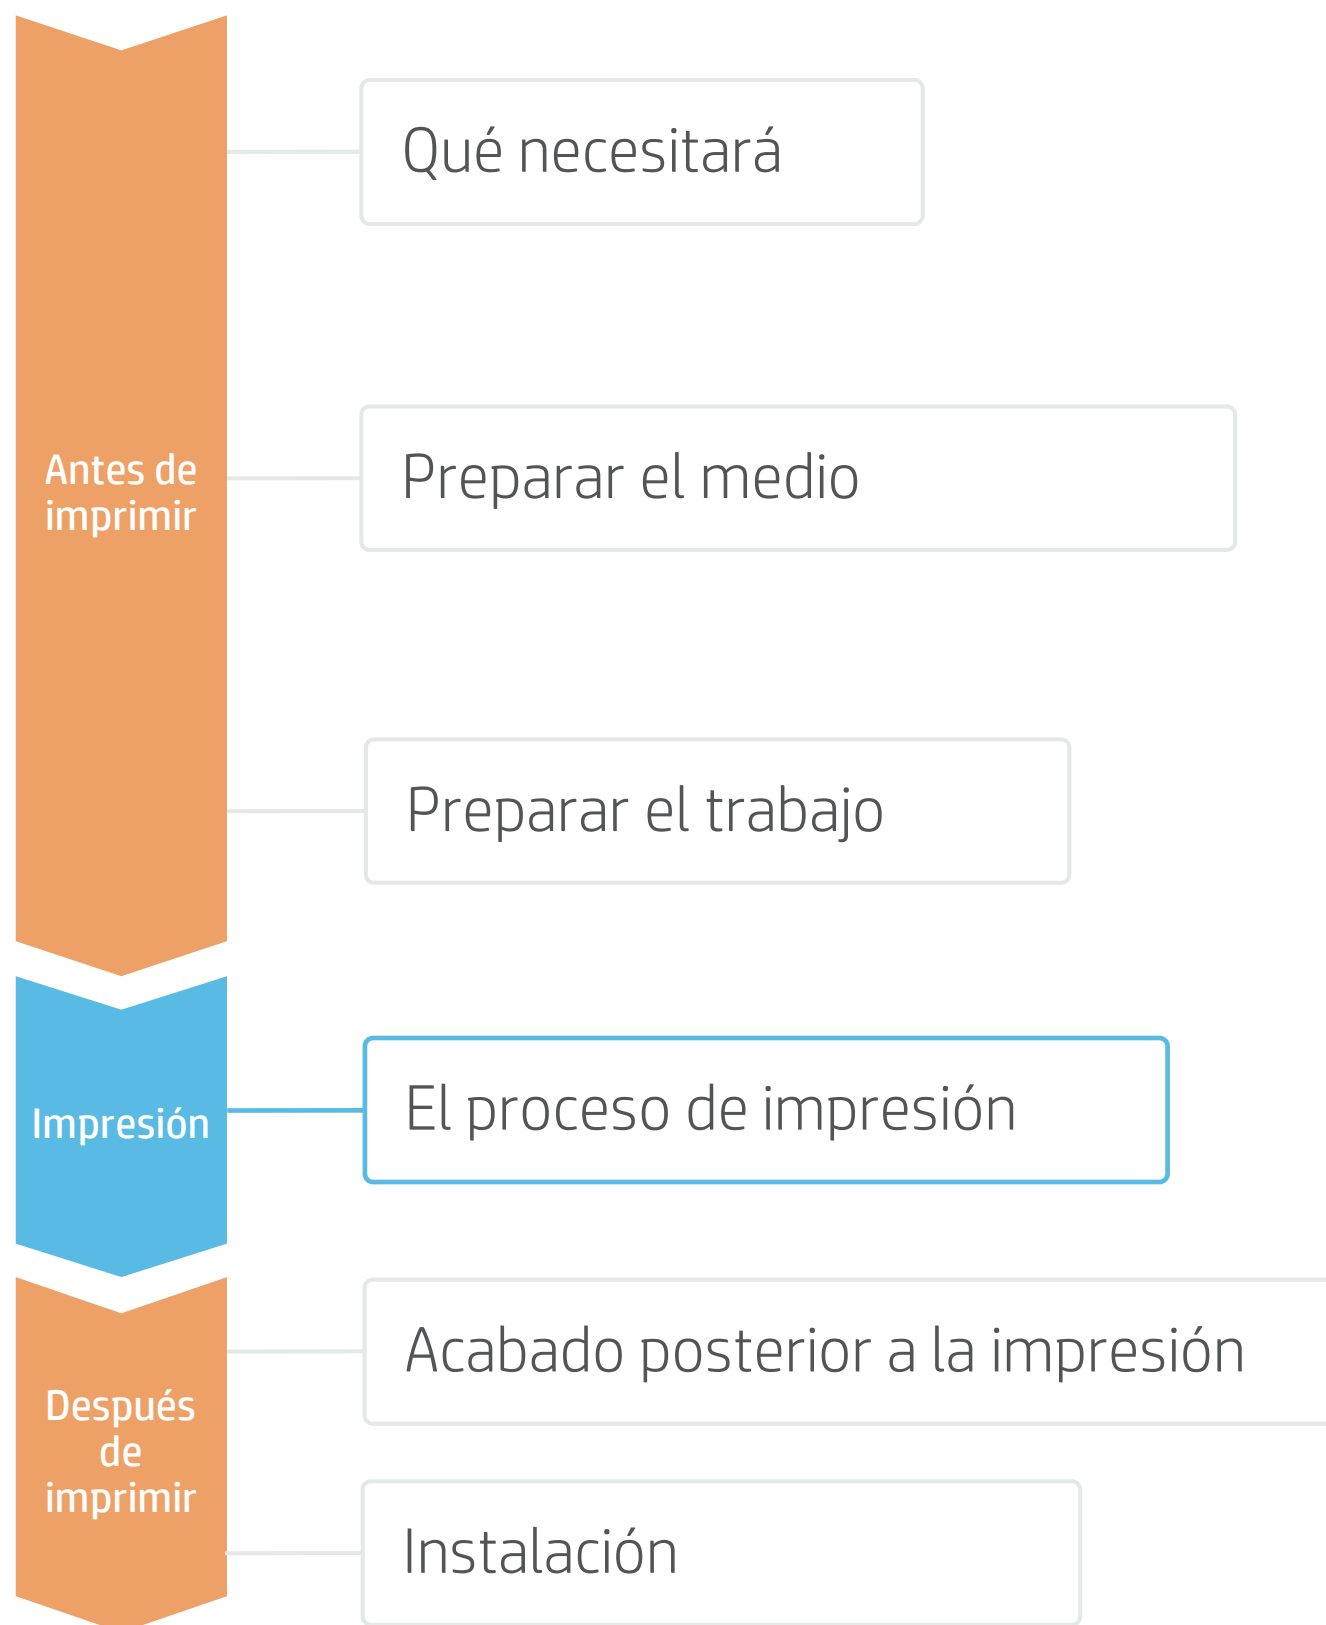 Qué necesitará
Antes de
imprimir
Preparar el medio
Preparar el trabajo
Impresión
El proceso de impresión
Después
de
imprimir
Acabado posterior a la impresión
Instalación